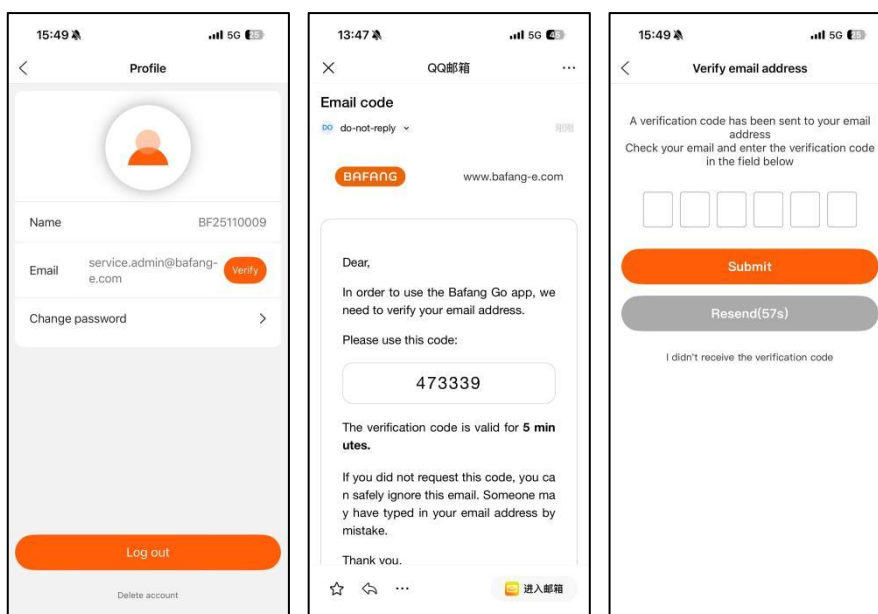 15:49
5G 25
Profile
Name
BF25110009
Email
service.admin@bafang-
e.com
Verify
Change password
Log out
Delete account
13:47
5G 45
QQ邮箱
Email code
DO do-not-reply
刚刚
BAFANG
www.bafang-e.com
Dear,
In order to use the Bafang Go app, we
need to verify your email address.
Please use this code:
473339
The verification code is valid for 5 min
utes.
If you did not request this code, you ca
n safely ignore this email. Someone ma
y have typed in your email address by
mistake.
Thank you.
进入邮箱
15:49
5G 25
Verify email address
A verification code has been sent to your email
address
Check your email and enter the verification code
in the field below
Submit
Resend(57s)
I didn't receive the verification code